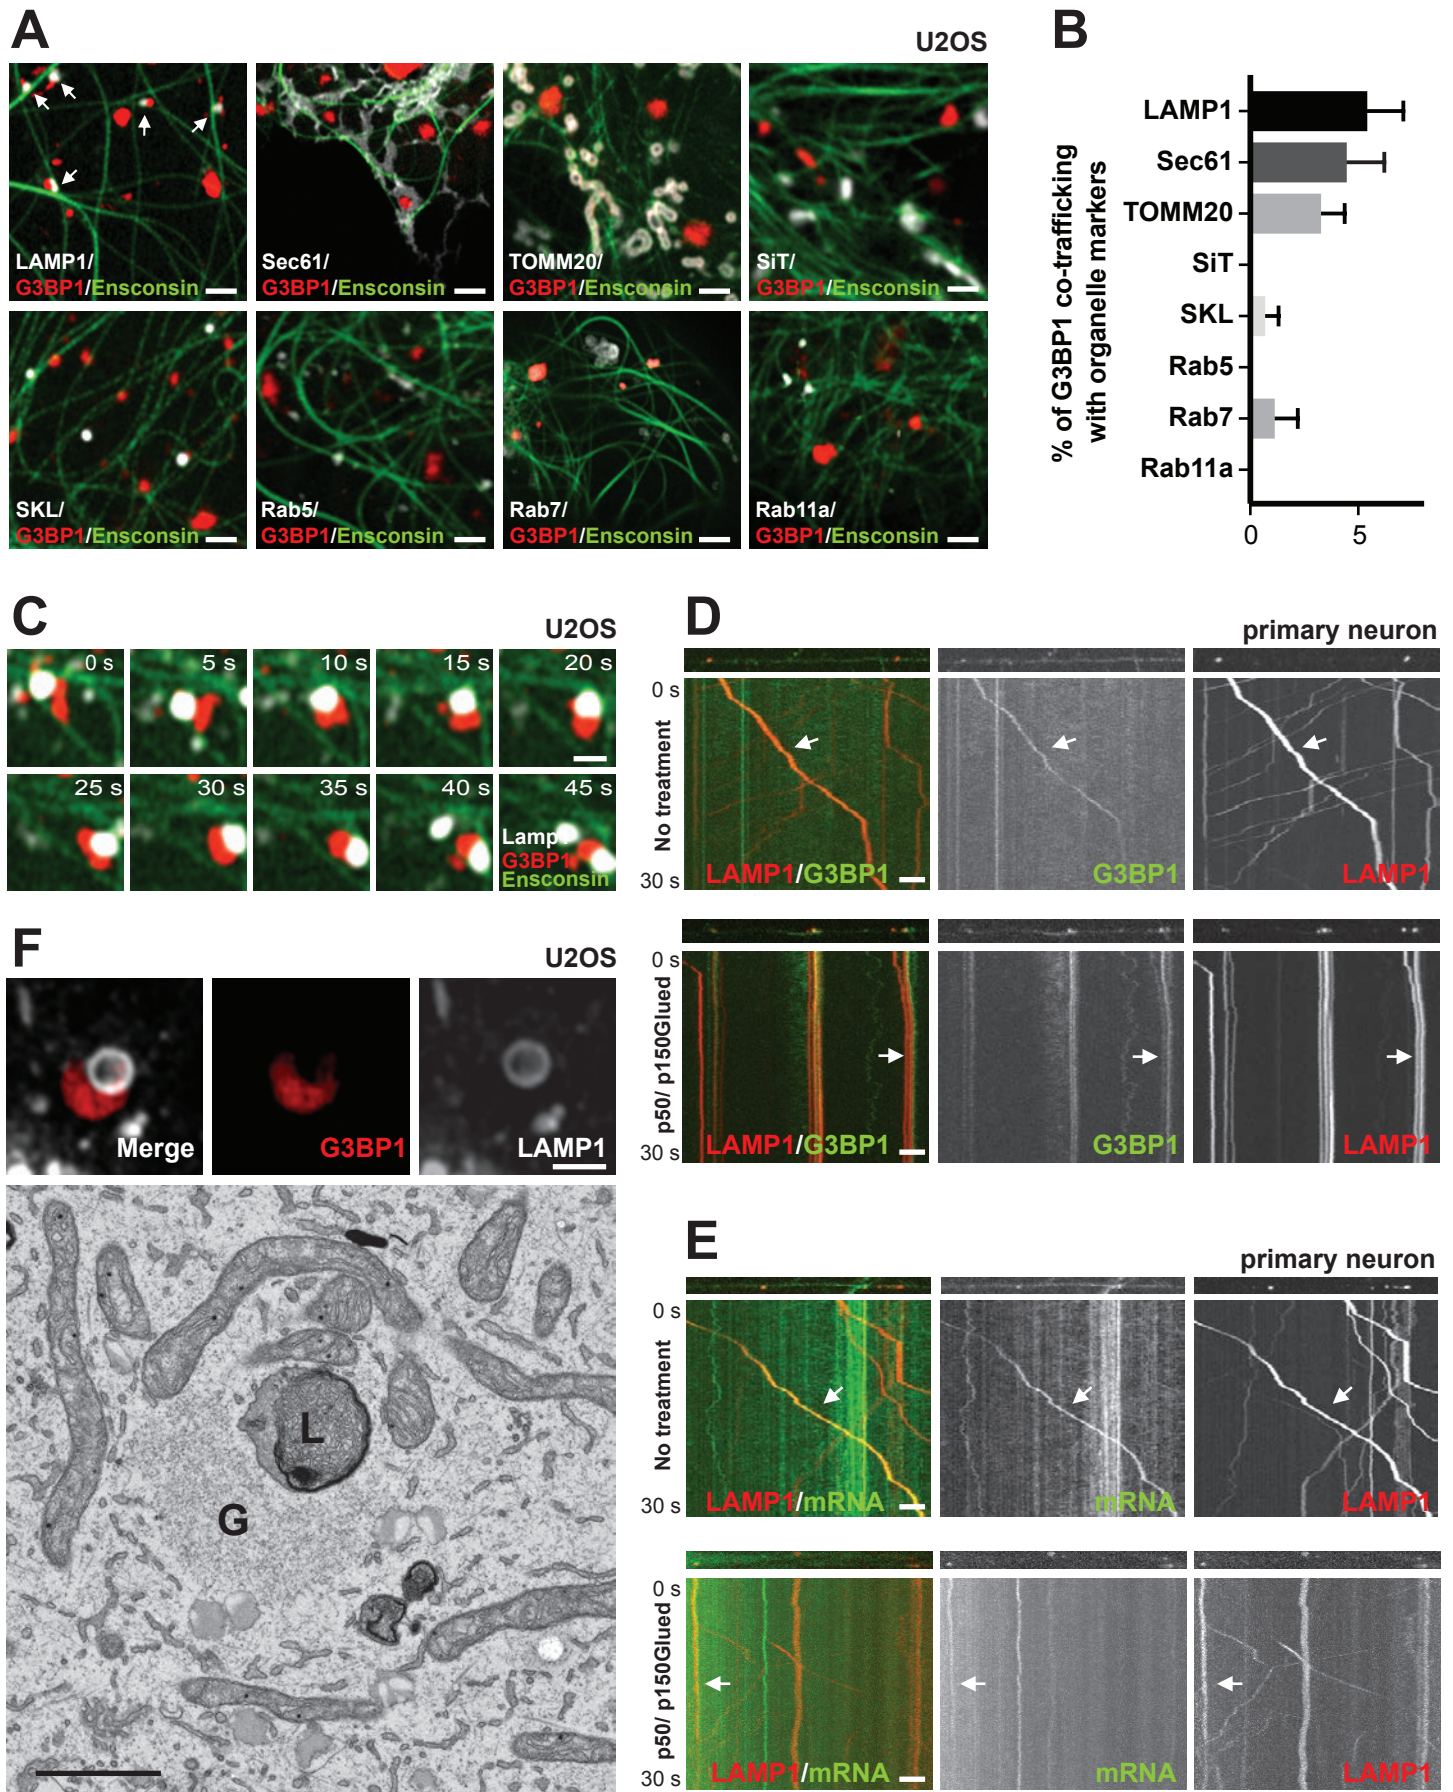 A
U2OS
LAMP1/
G3BP1/Ensconsin
Sec61/
G3BP1/Ensconsin
TOMM20/
G3BP1/Ensconsin
SiT/
G3BP1/Ensconsin
SKL/
G3BP1/Ensconsin
Rab5/
G3BP1/Ensconsin
Rab7/
G3BP1/Ensconsin
Rab11a/
G3BP1/Ensconsin
B
% of G3BP1 co-trafficking
with organelle markers
LAMP1
Sec61
TOMM20
SiT
SKL
Rab5
Rab7
Rab11a
0 5
C
U2OS
0 s
5 s
10 s
15 s
20 s
25 s
30 s
35 s
40 s
45 s
Lamp1
G3BP1
Ensconsin
D
primary neuron
0 s
No treatment
30 s
LAMP1/G3BP1
G3BP1
LAMP1
0 s
p50/ p150Glued
30 s
LAMP1/G3BP1
G3BP1
LAMP1
F
U2OS
Merge
G3BP1
LAMP1
L
G
E
primary neuron
0 s
No treatment
30 s
LAMP1/mRNA
mRNA
LAMP1
0 s
p50/ p150Glued
30 s
LAMP1/mRNA
mRNA
LAMP1